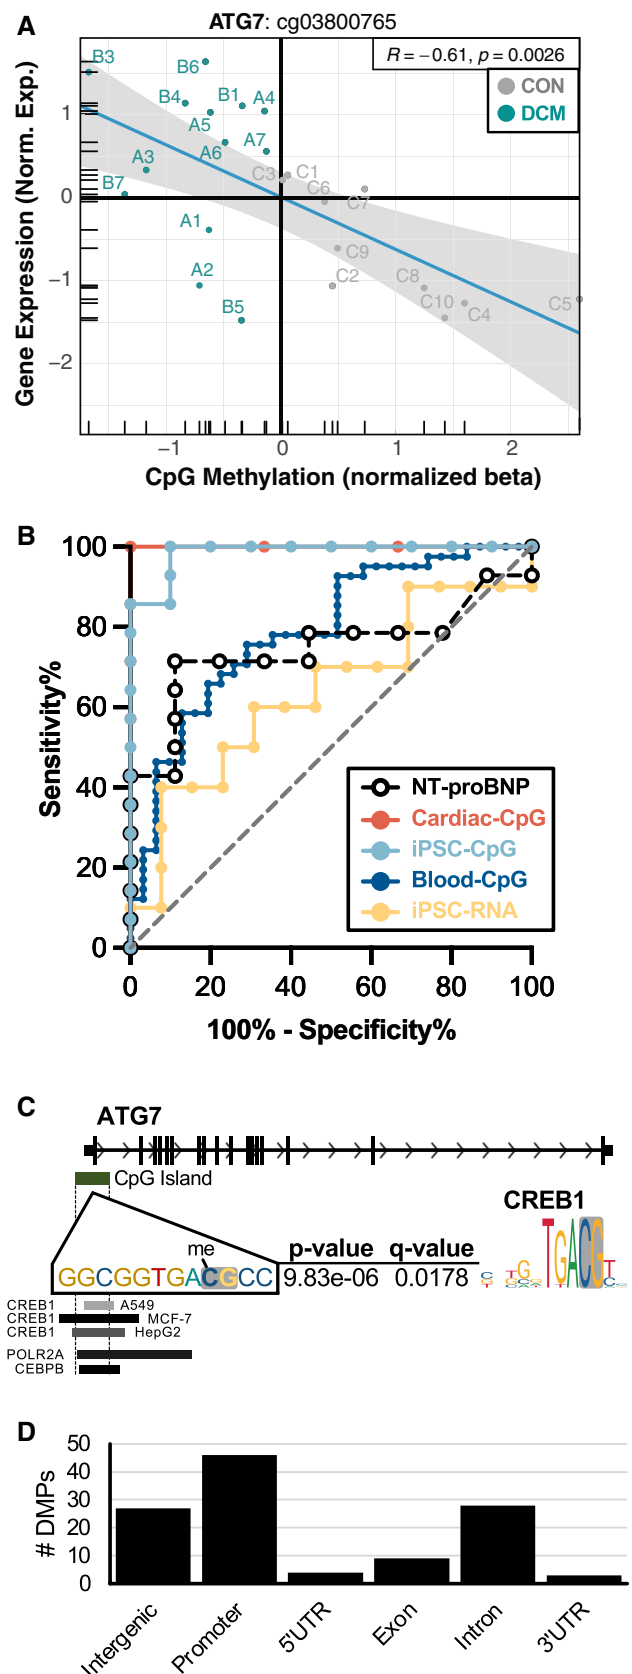 A
ATG7: cg03800765
R = −0.61, p = 0.0026
CON
DCM
B3
B6
B4
B1
A4
A5
A6
A7
A3
B7
C3
C1
C6
C7
A1
A2
B5
C9
C2
C8
C10
C4
C5
1
0
−1
−2
Gene Expression (Norm. Exp.)
−1
0
1
2
CpG Methylation (normalized beta)
B
100
80
60
40
20
0
Sensitivity%
NT-proBNP
Cardiac-CpG
iPSC-CpG
Blood-CpG
iPSC-RNA
0 20 40 60 80 100
100% - Specificity%
C
ATG7
CpG Island
CREB1
me
GGCGGTGACGCC
p-value q-value
9.83e-06 0.0178
TGACG
CREB1 A549
CREB1 MCF-7
CREB1 HepG2
POLR2A
CEBPB
D
50
40
30
20
10
0
# DMPs
Intergenic
Promoter
5'UTR
Exon
Intron
3'UTR